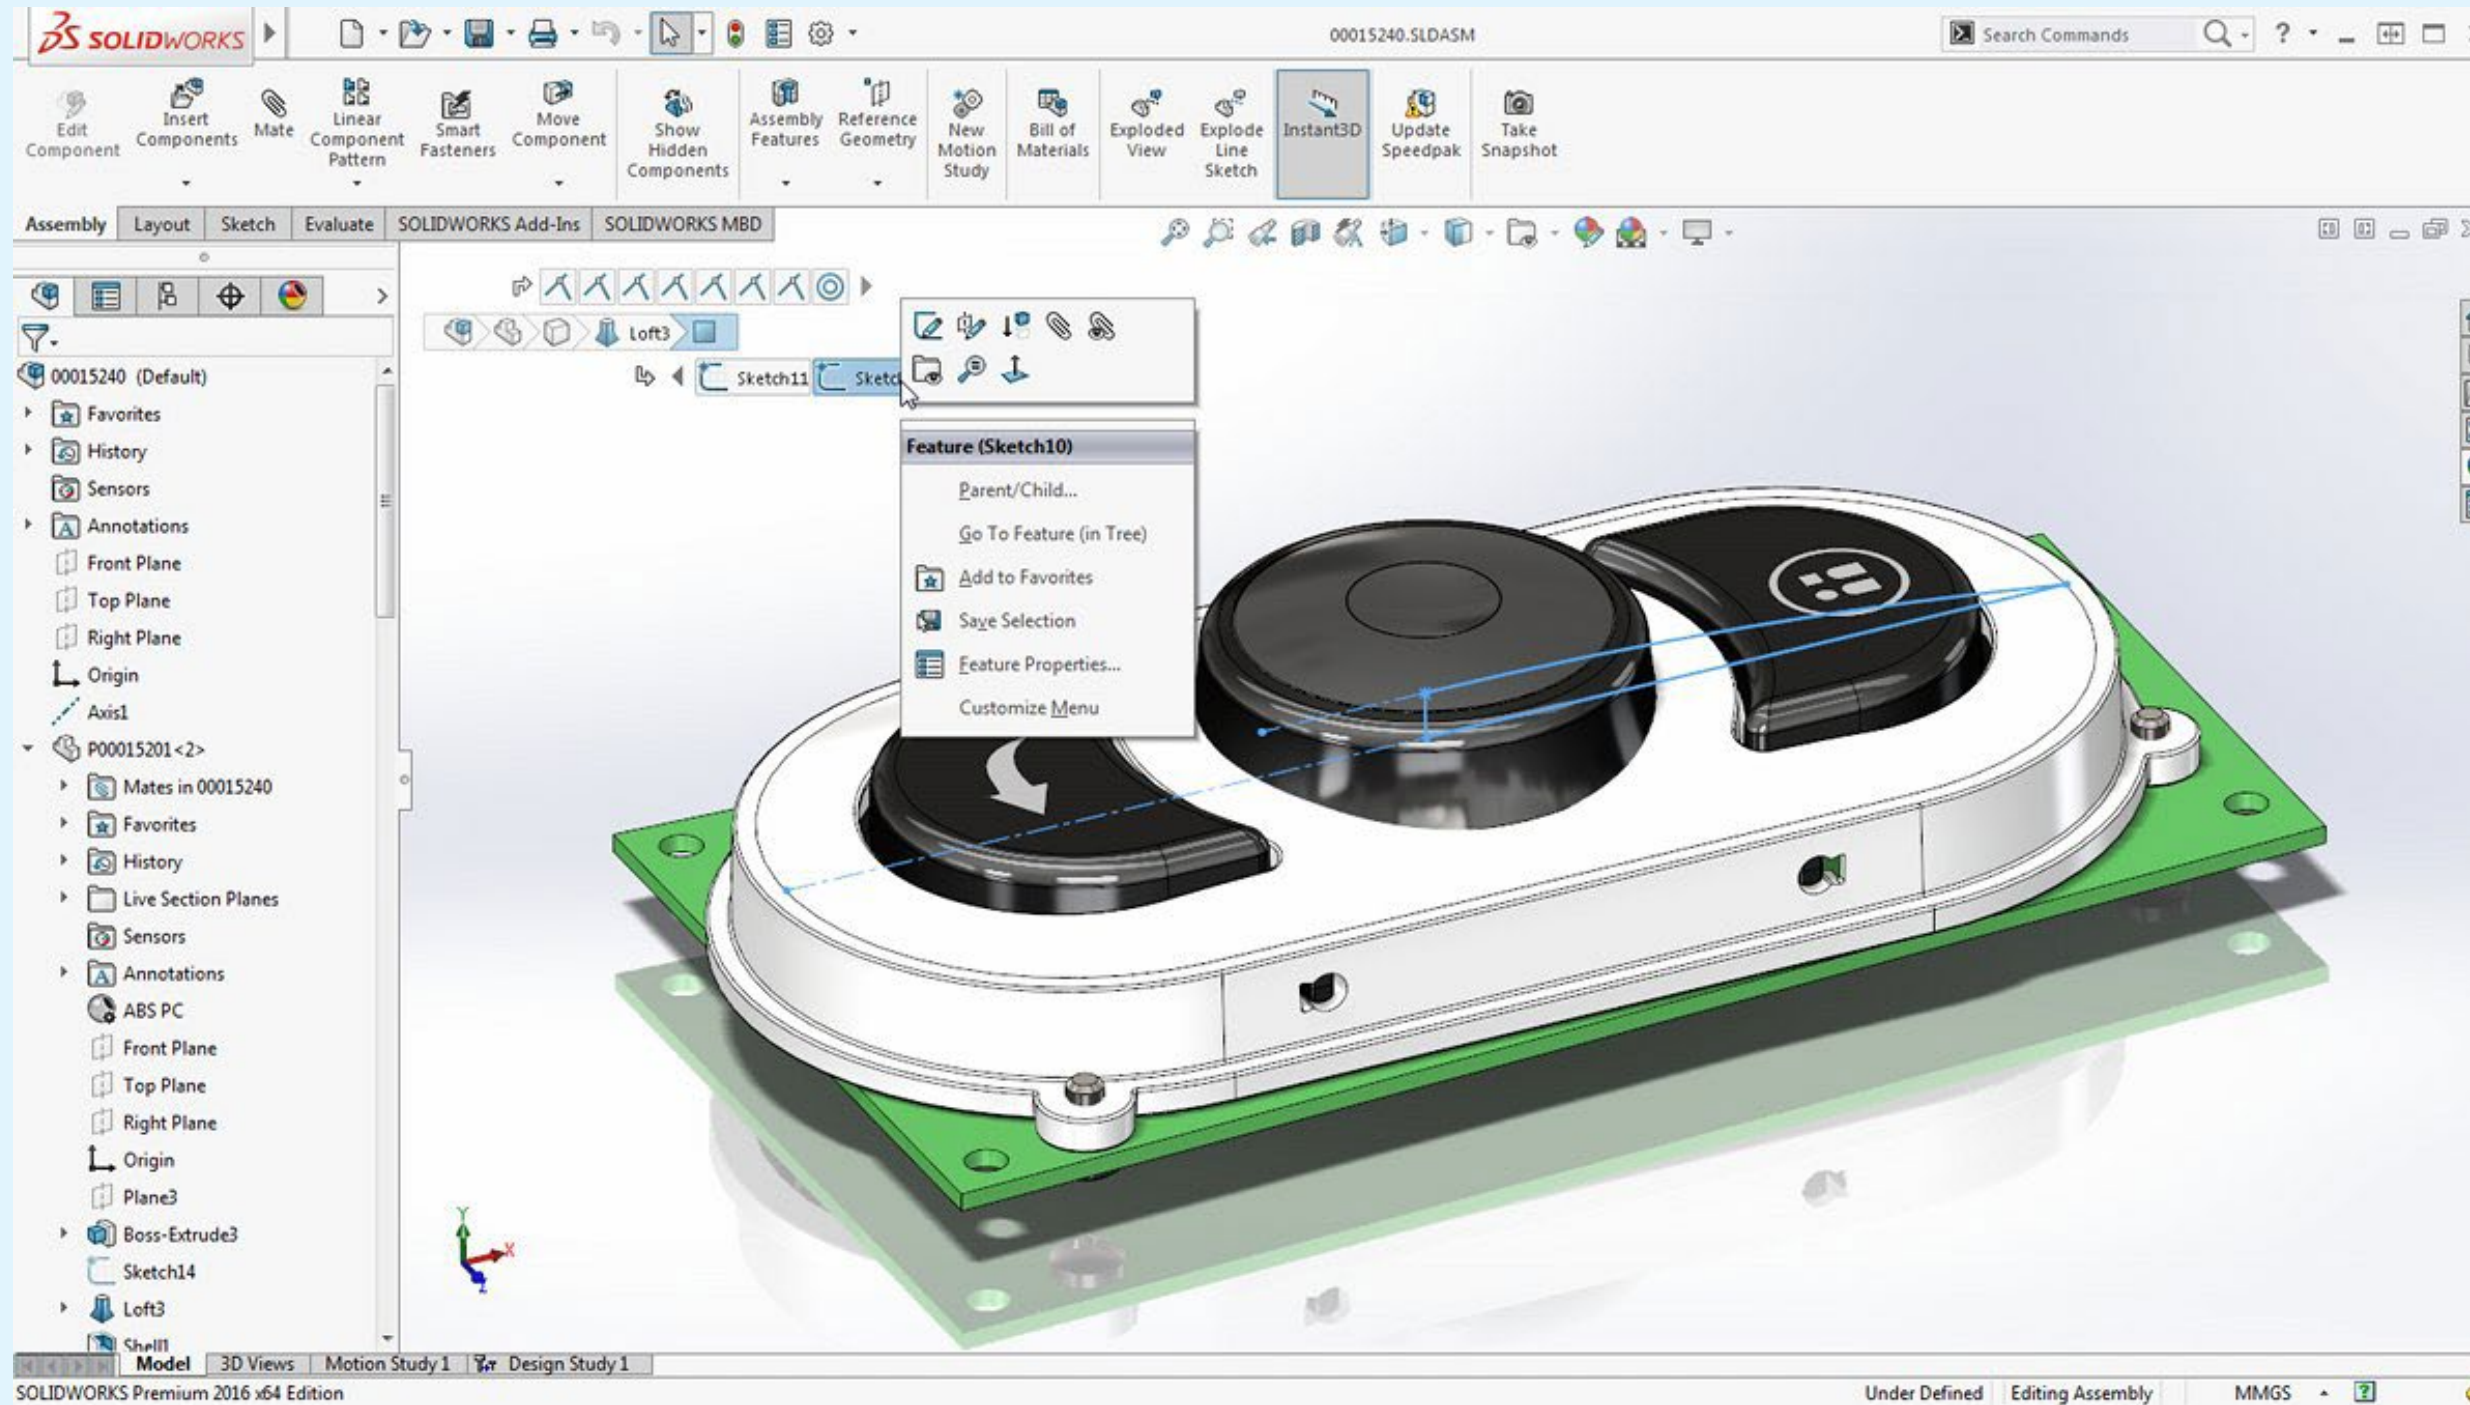 SOLIDWORKS
00015240.SLDASM
Search Commands
?
Edit
Component
Insert
Components
Mate
Linear
Component
Pattern
Smart
Fasteners
Move
Component
Show
Hidden
Components
Assembly
Features
Reference
Geometry
New
Motion
Study
Bill of
Materials
Exploded
View
Explode
Line
Sketch
Instant3D
Update
Speedpak
Take
Snapshot
Assembly
Layout
Sketch
Evaluate
SOLIDWORKS Add-Ins
SOLIDWORKS MBD
Loft3
Sketch11
Feature (Sketch10)
Parent/Child...
Go To Feature (in Tree)
Add to Favorites
Save Selection
Feature Properties...
Customize Menu
00015240 (Default)
Favorites
History
Sensors
Annotations
Front Plane
Top Plane
Right Plane
Origin
Axis1
P00015201<2>
Mates in 00015240
Favorites
History
Live Section Planes
Sensors
Annotations
ABS PC
Front Plane
Top Plane
Right Plane
Origin
Plane3
Boss-Extrude3
Sketch14
Loft3
Shell1
Y
X
Z
Model
3D Views
Motion Study 1
Design Study 1
SOLIDWORKS Premium 2016 x64 Edition
Under Defined
Editing Assembly
MMGS
?